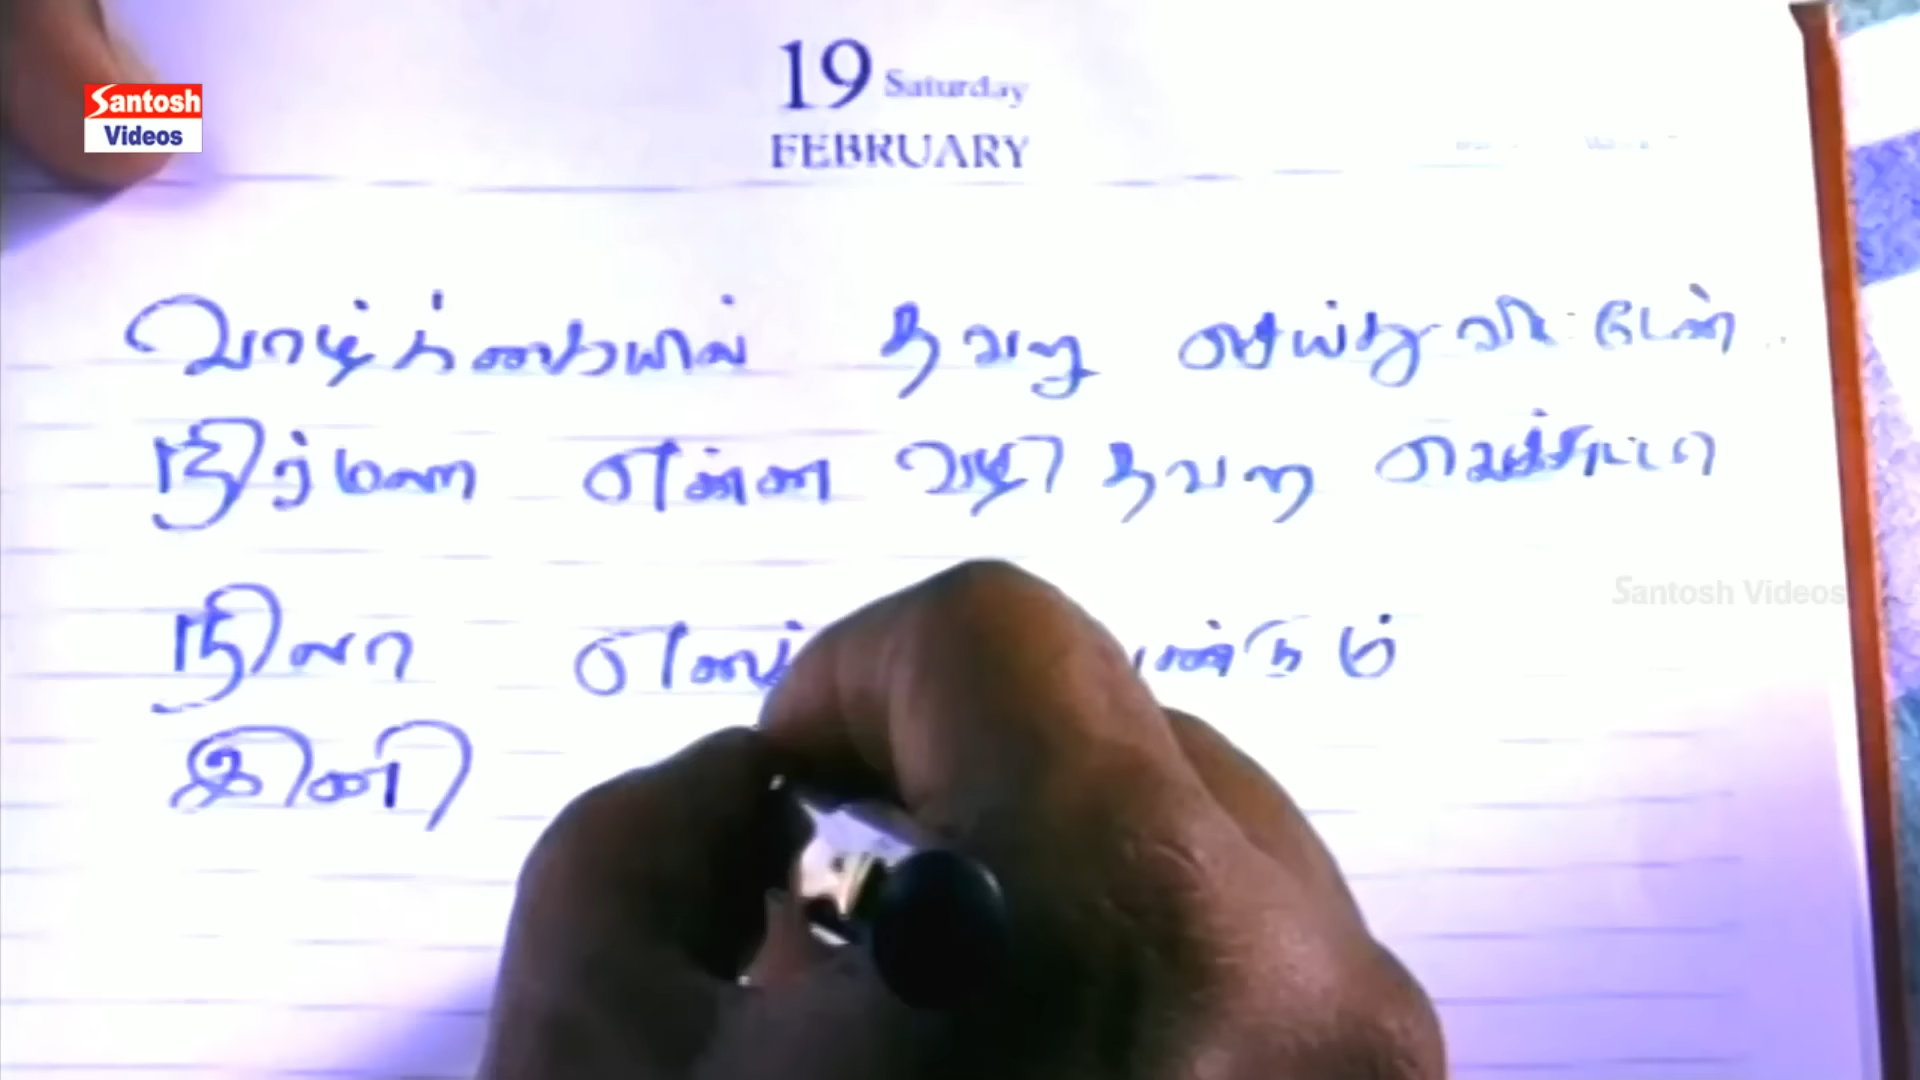 Santosh
Videos
19 Saturday
FEBRUARY
வாழ்க்கையில் தவறு செய்துவிட்டேன்
நிர்மலா என்ன வழி தவற வெச்சிட்டா
Santosh Videos
நிலா
இனி